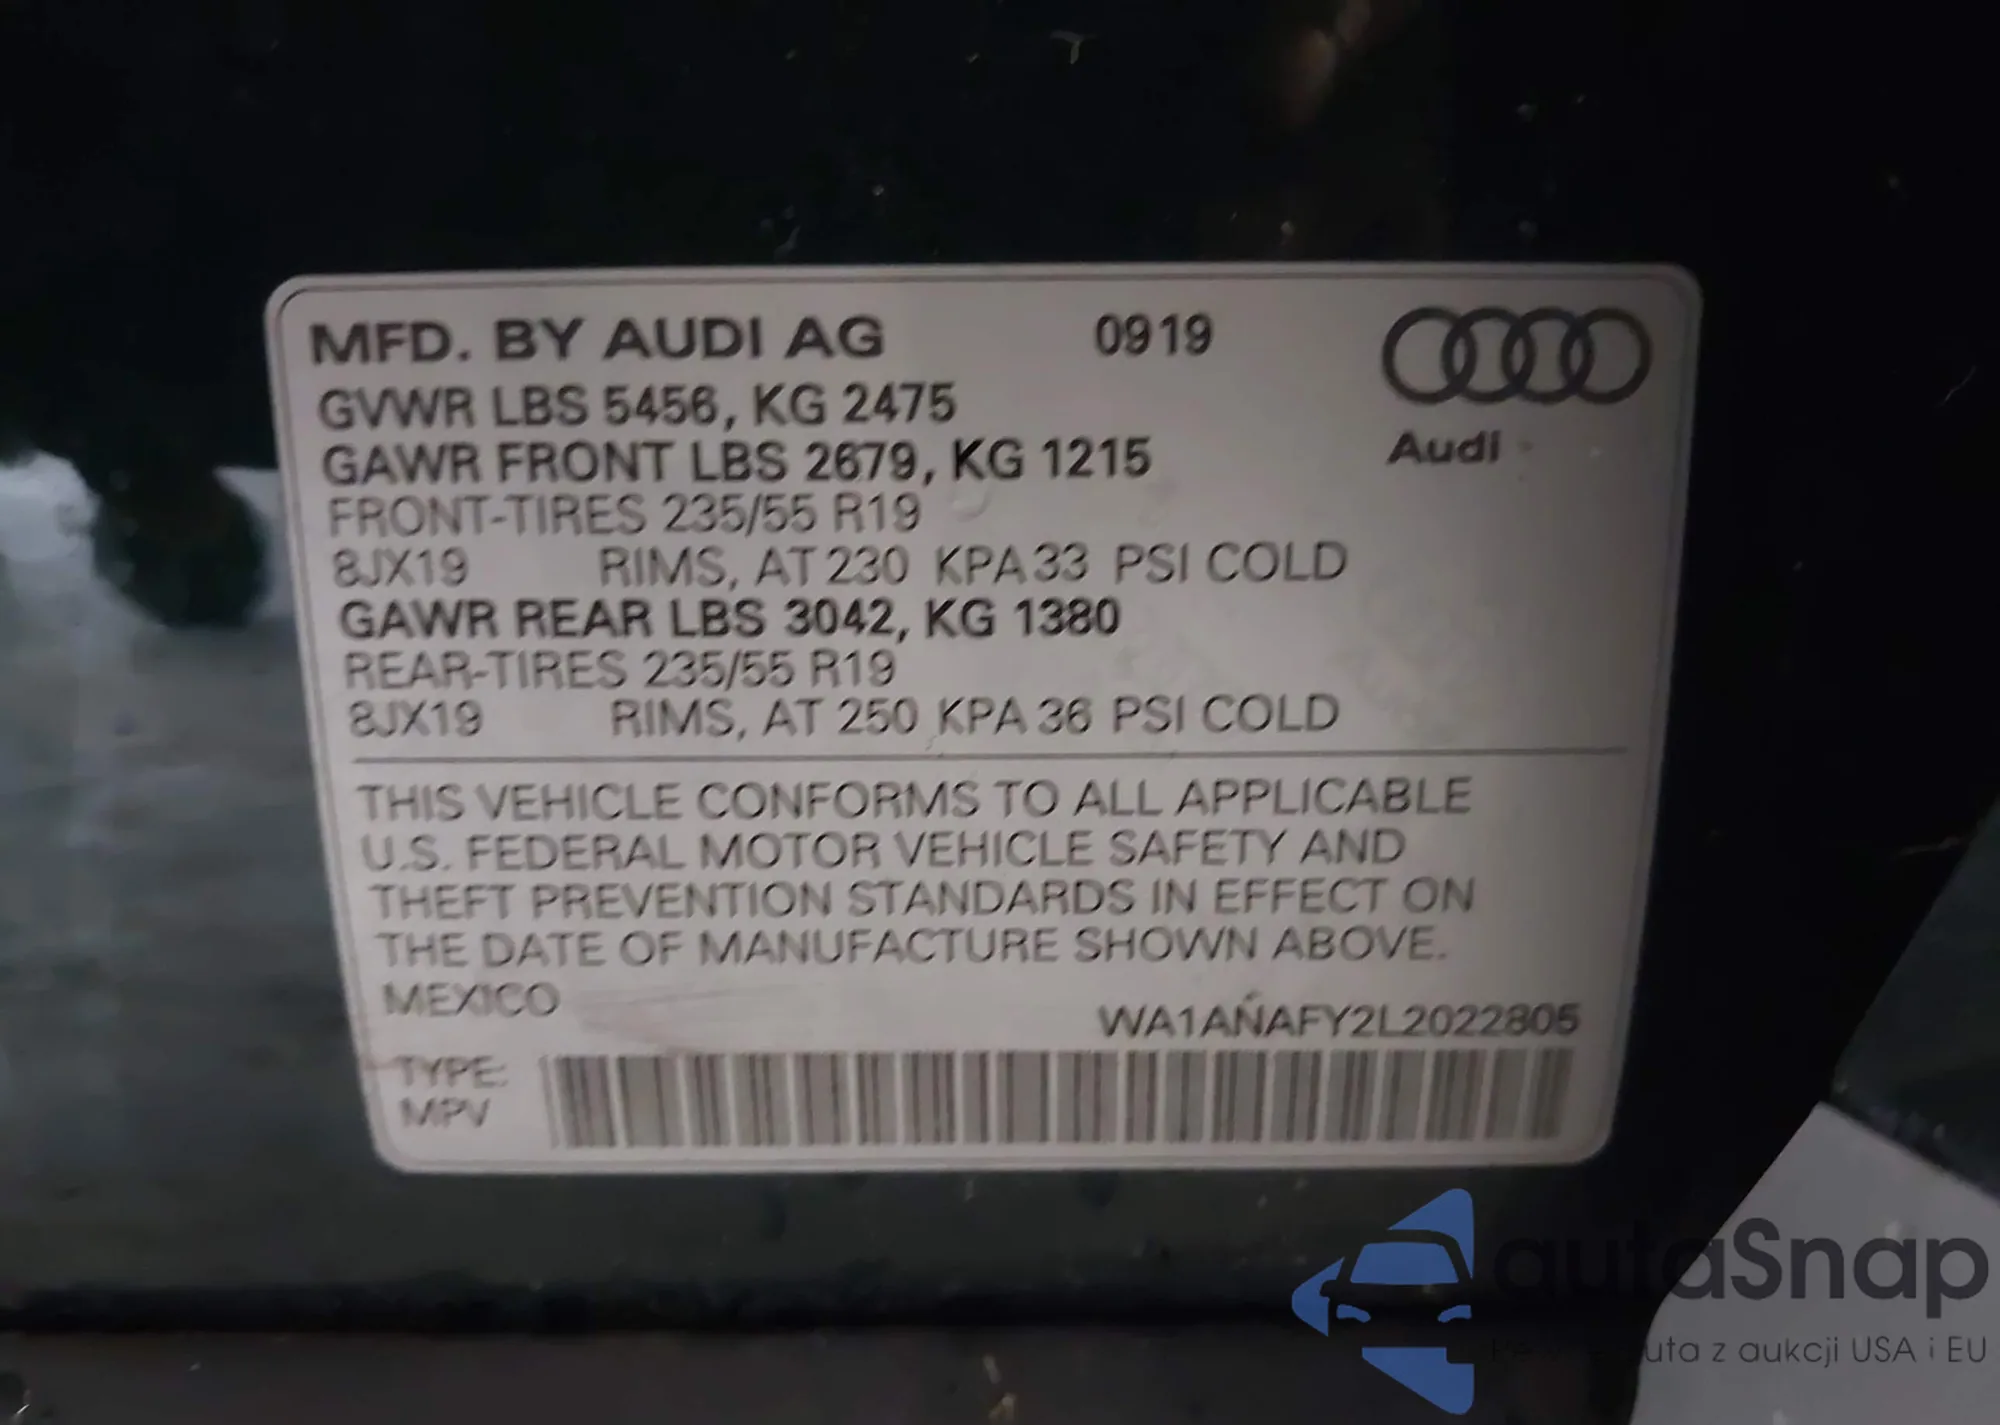 MFD. BY AUDI AG 0919
GVWR LBS 5456, KG 2475
Audi
GAWR FRONT LBS 2679, KG 1215
FRONT-TIRES 235/55 R19
8JX19 RIMS, AT 230 KPA 33 PSI COLD
GAWR REAR LBS 3042, KG 1380
REAR-TIRES 235/55 R19
8JX19 RIMS, AT 250 KPA 36 PSI COLD
THIS VEHICLE CONFORMS TO ALL APPLICABLE
U.S. FEDERAL MOTOR VEHICLE SAFETY AND
THEFT PREVENTION STANDARDS IN EFFECT ON
THE DATE OF MANUFACTURE SHOWN ABOVE.
MEXICO
WA1ANAFY2L2022805
TYPE:
MPV
autaSnap
auta z aukcji USA i EU